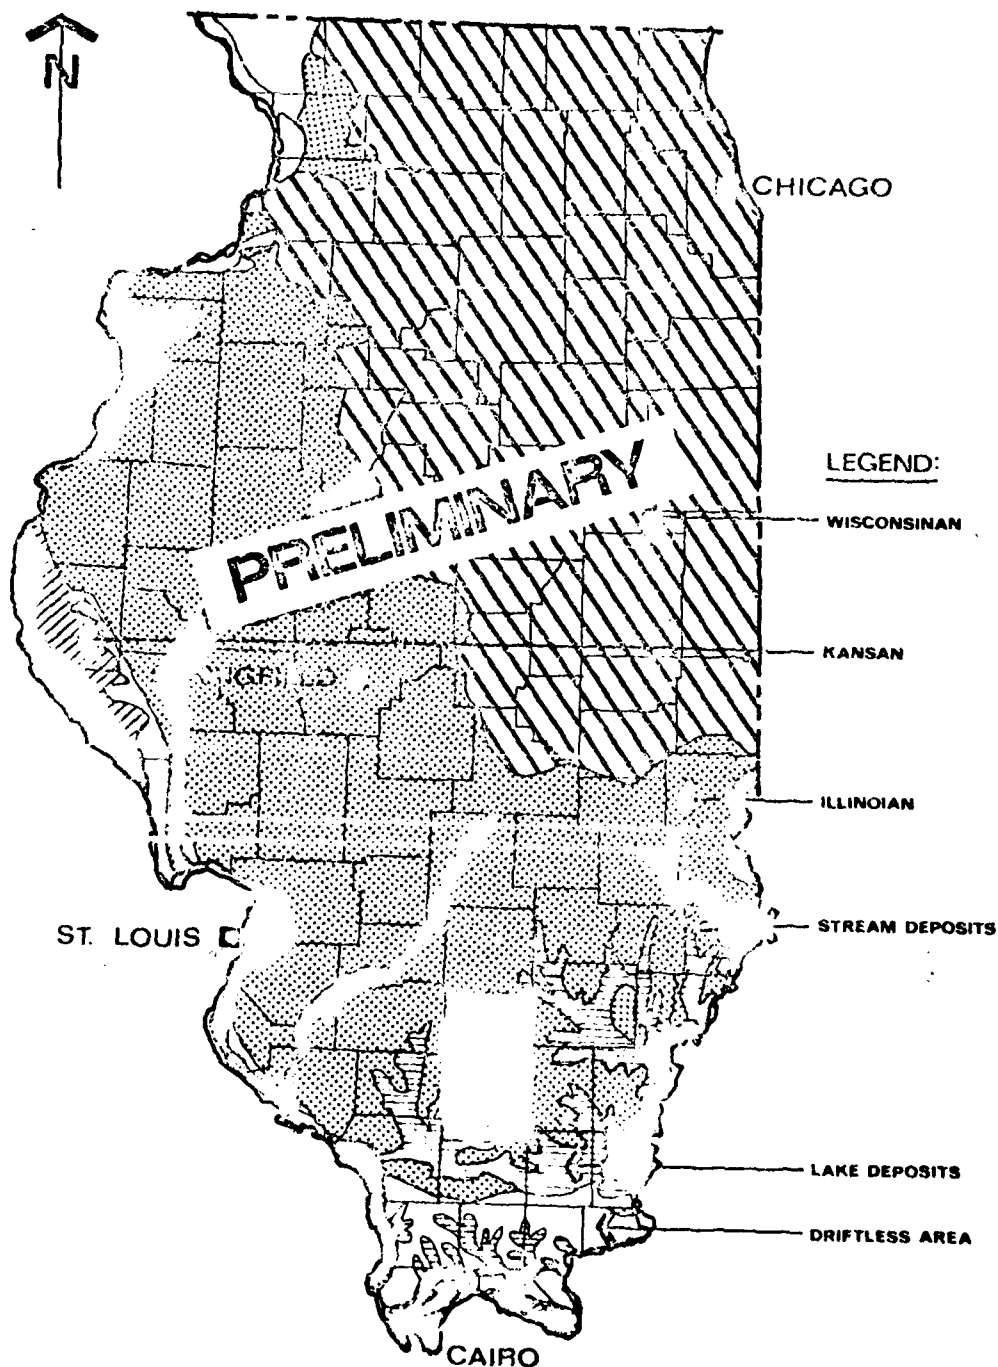 N
CHICAGO
LEGEND:
PRELIMINARY
WISCONSINAN
KANSAN
ILLINOIAN
ST. LOUIS
STREAM DEPOSITS
LAKE DEPOSITS
DRIFTLESS AREA
CAIRO